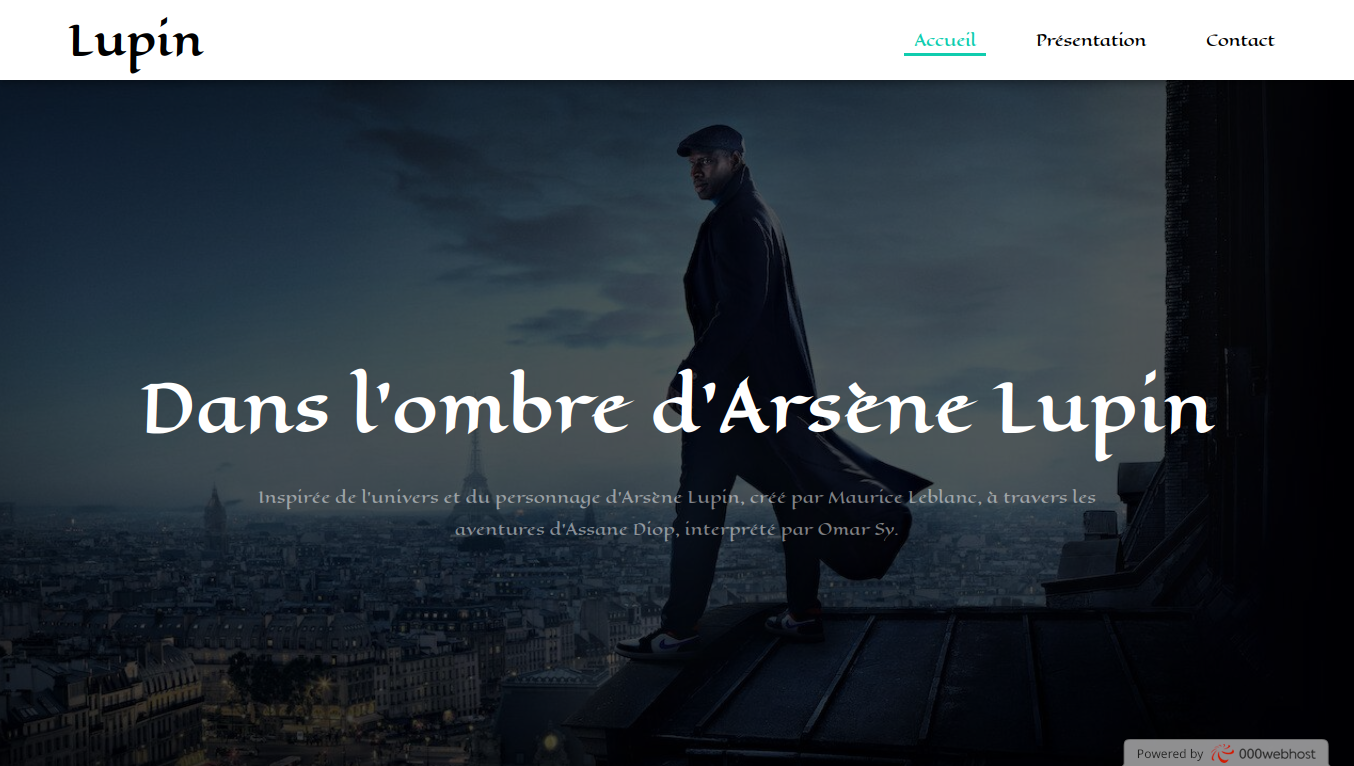 Lupin
Accueil
Présentation
Contact
Dans l'ombre d'Arsène Lupin
Inspirée de l'univers et du personnage d'Arsène Lupin, créé par Maurice Leblanc, à travers les
aventures d'Assane Diop, interprété par Omar Sy.
Powered by 000webhost